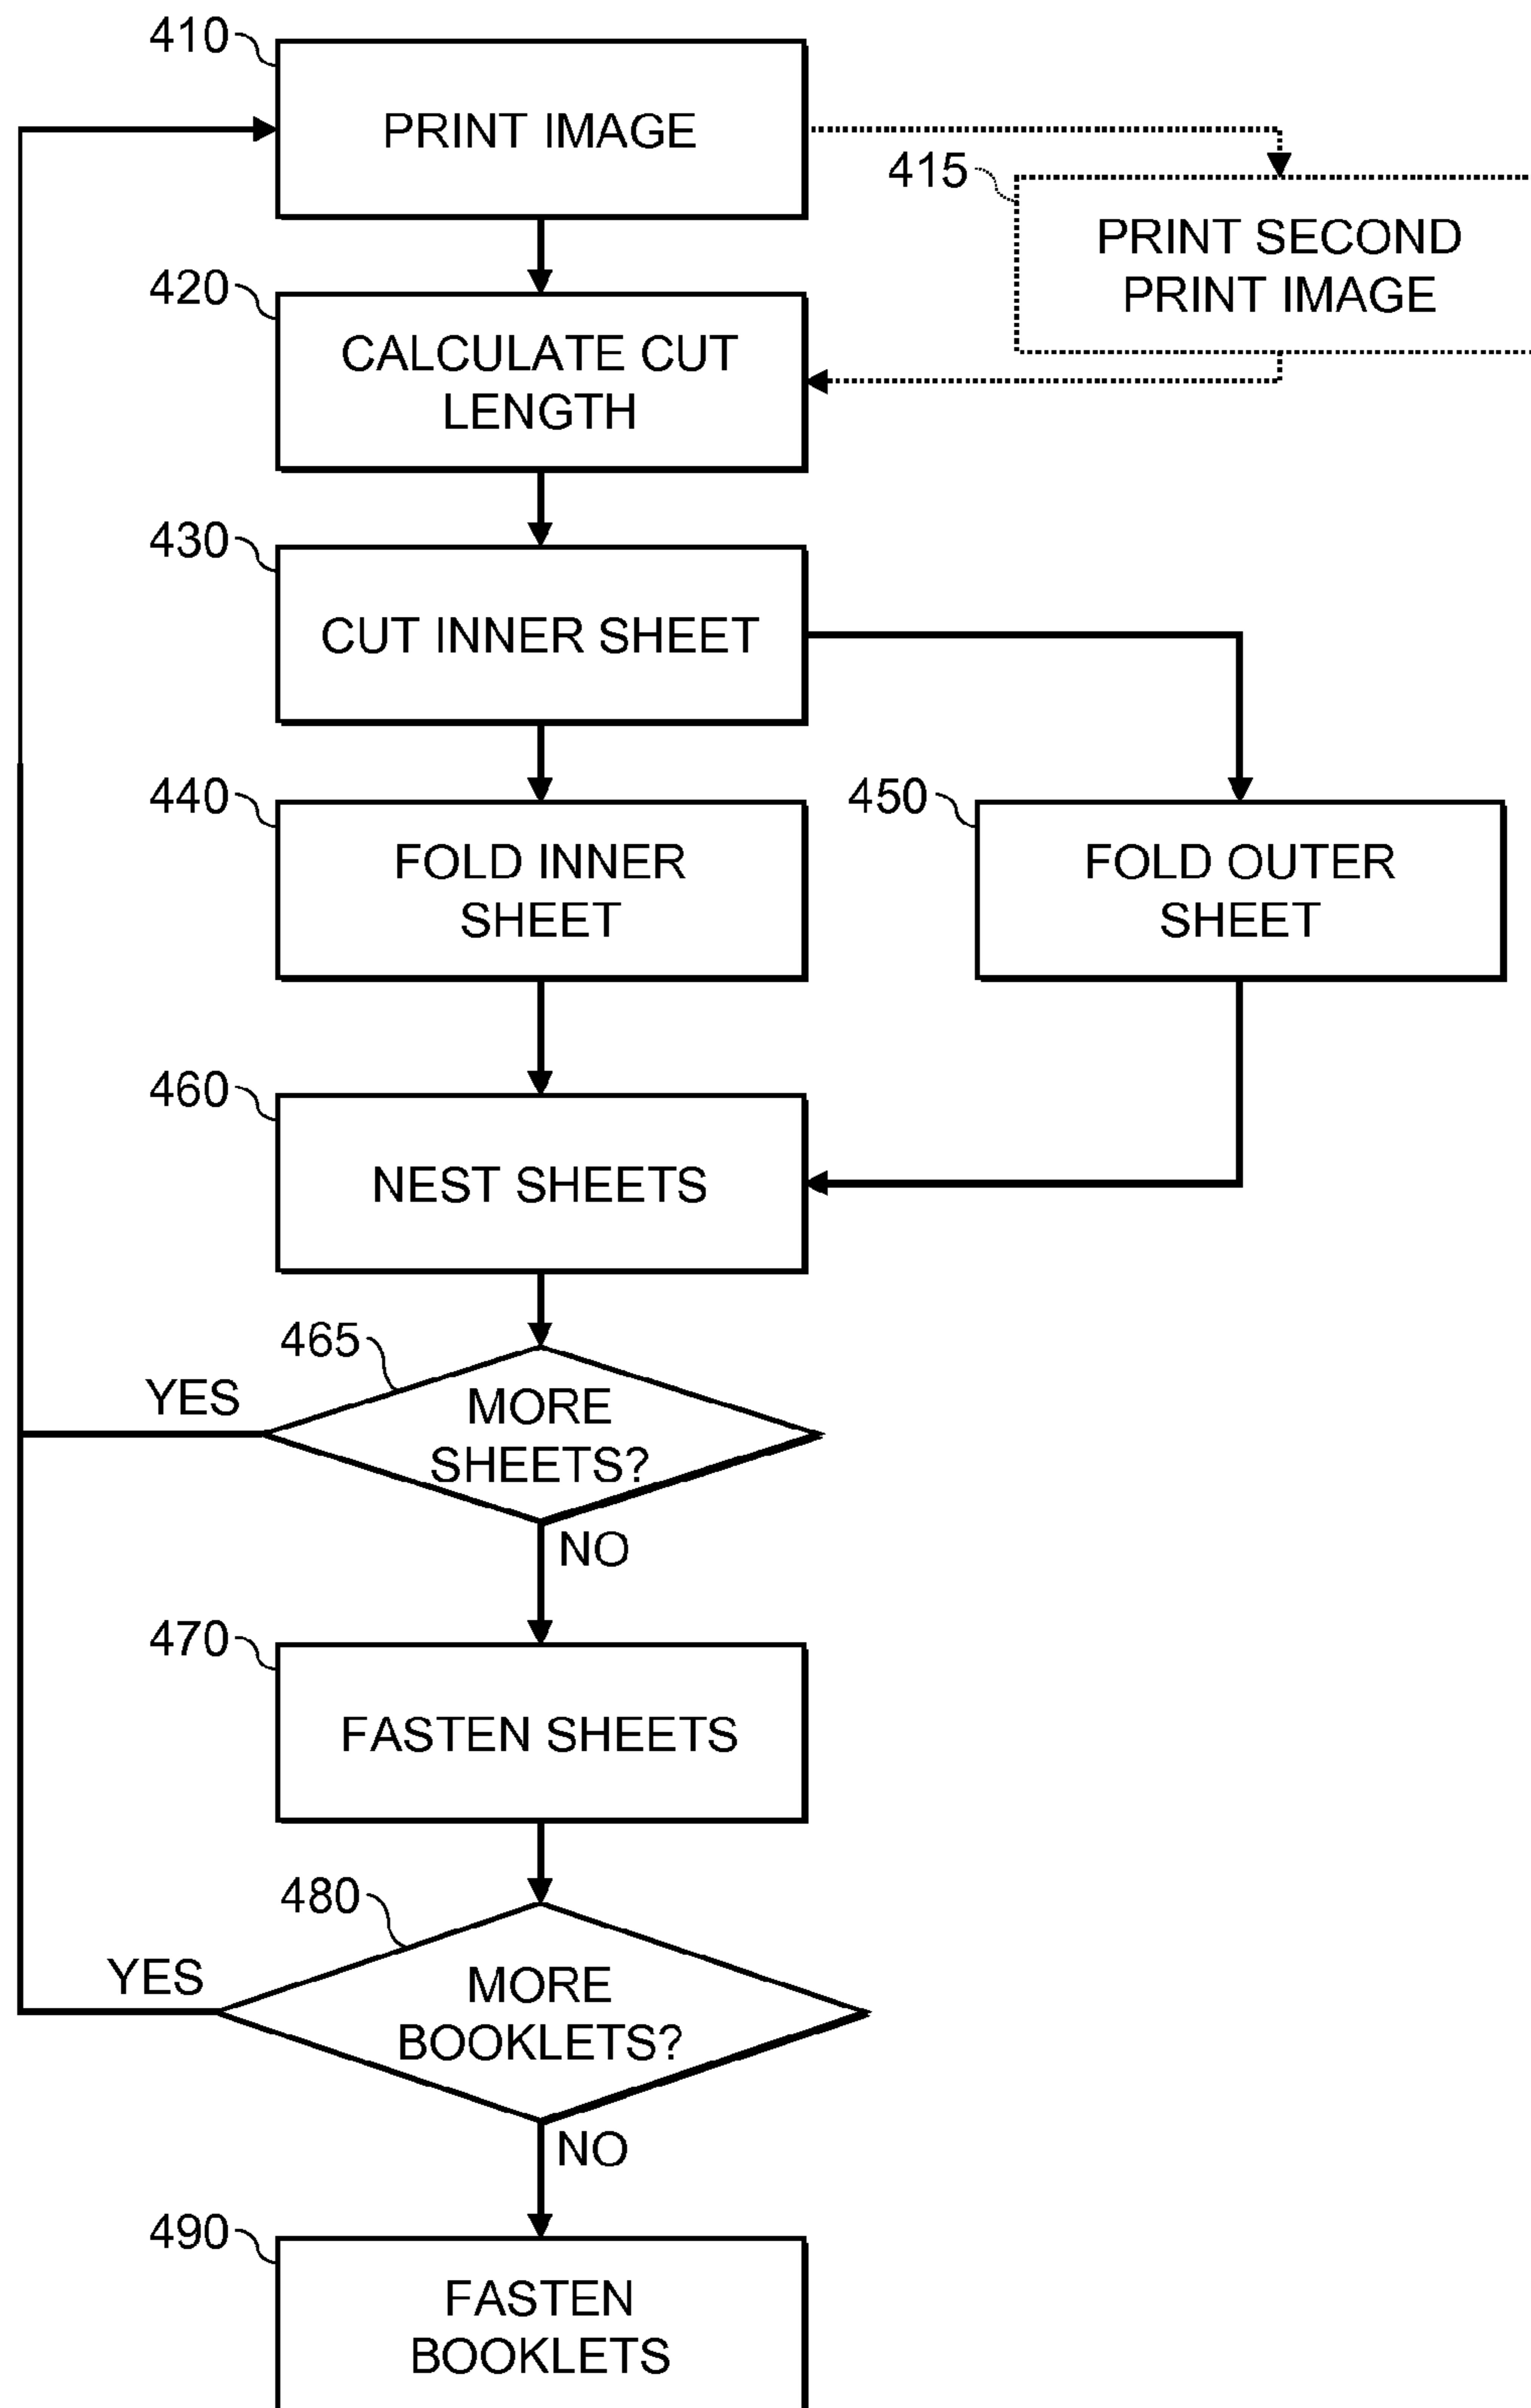 410
PRINT IMAGE
415
PRINT SECOND
PRINT IMAGE
420
CALCULATE CUT
LENGTH
430
CUT INNER SHEET
440
FOLD INNER
SHEET
450
FOLD OUTER
SHEET
460
NEST SHEETS
465
YES
MORE
SHEETS?
NO
470
FASTEN SHEETS
480
YES
MORE
BOOKLETS?
NO
490
FASTEN
BOOKLETS